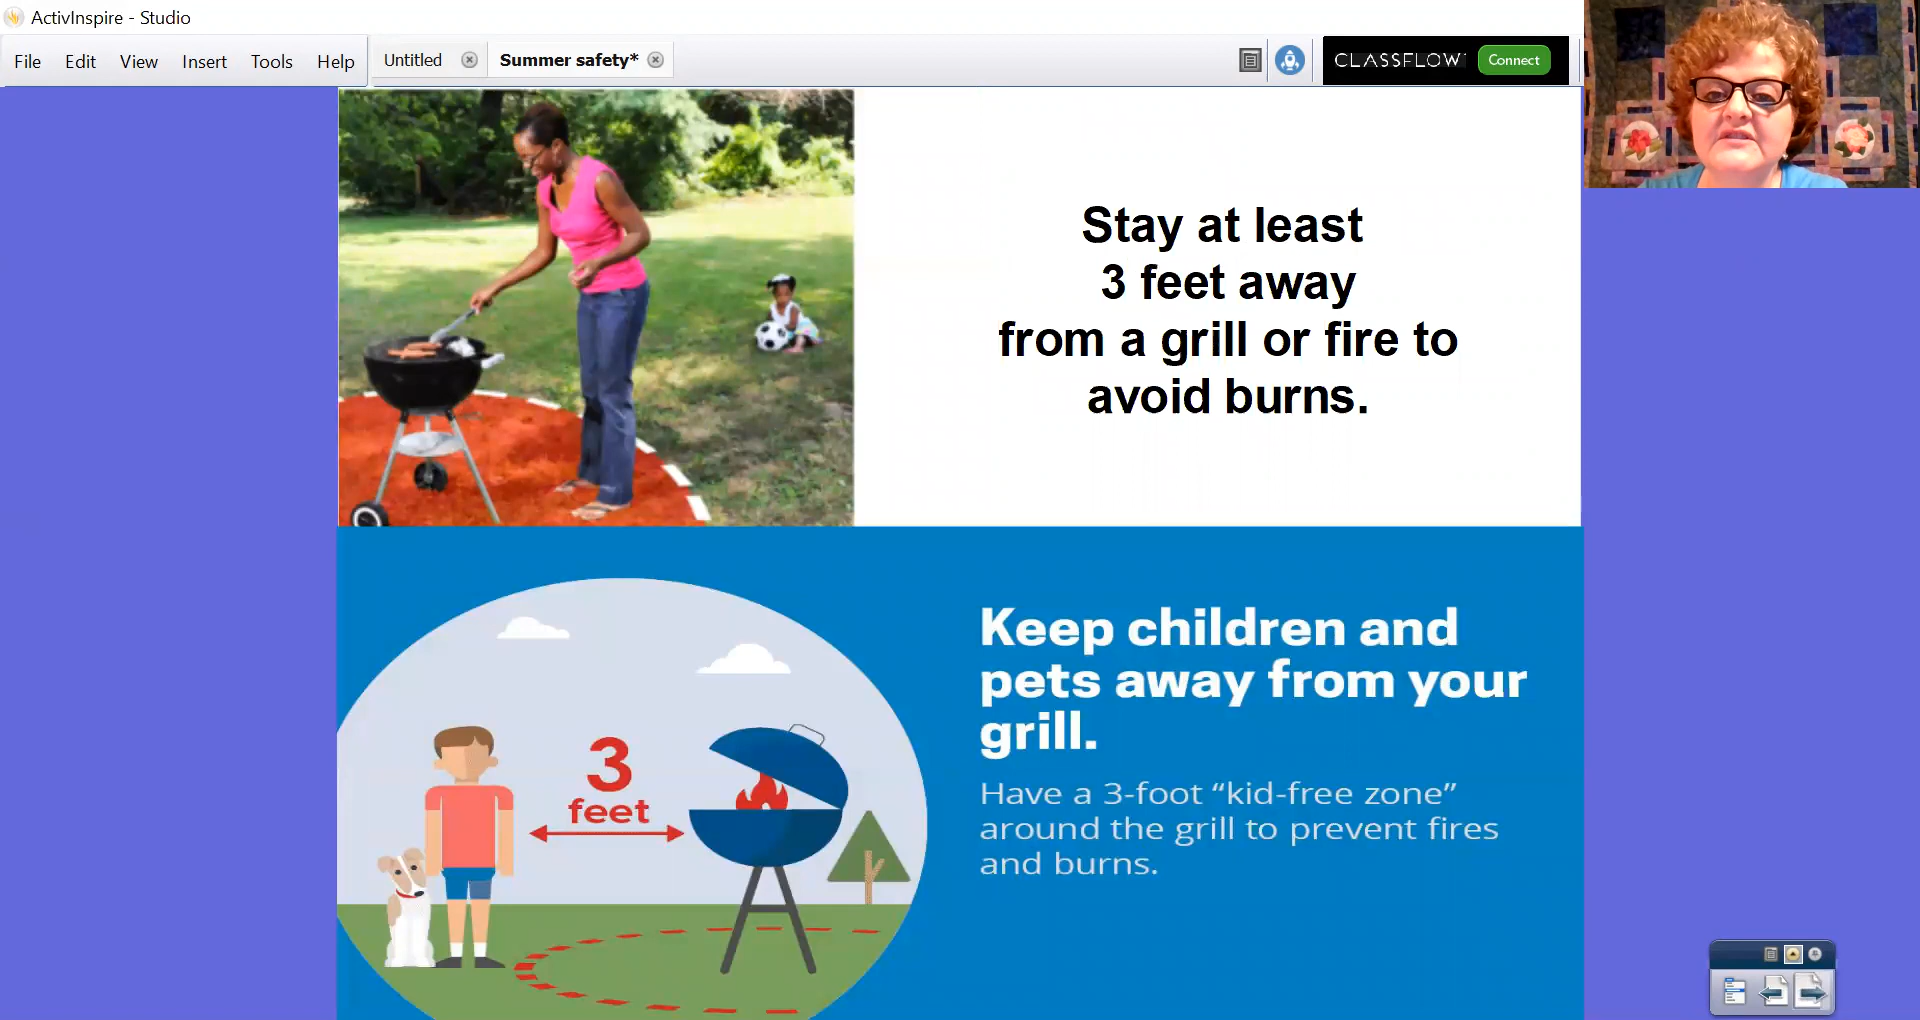 ActivInspire - Studio
File Edit View Insert Tools Help
Untitled
Summer safety*
CLASSFLOW
Connect
Stay at least
3 feet away
from a grill or fire to
avoid burns.
3
feet
Keep children and
pets away from your
grill.
Have a 3-foot “kid-free zone”
around the grill to prevent fires
and burns.